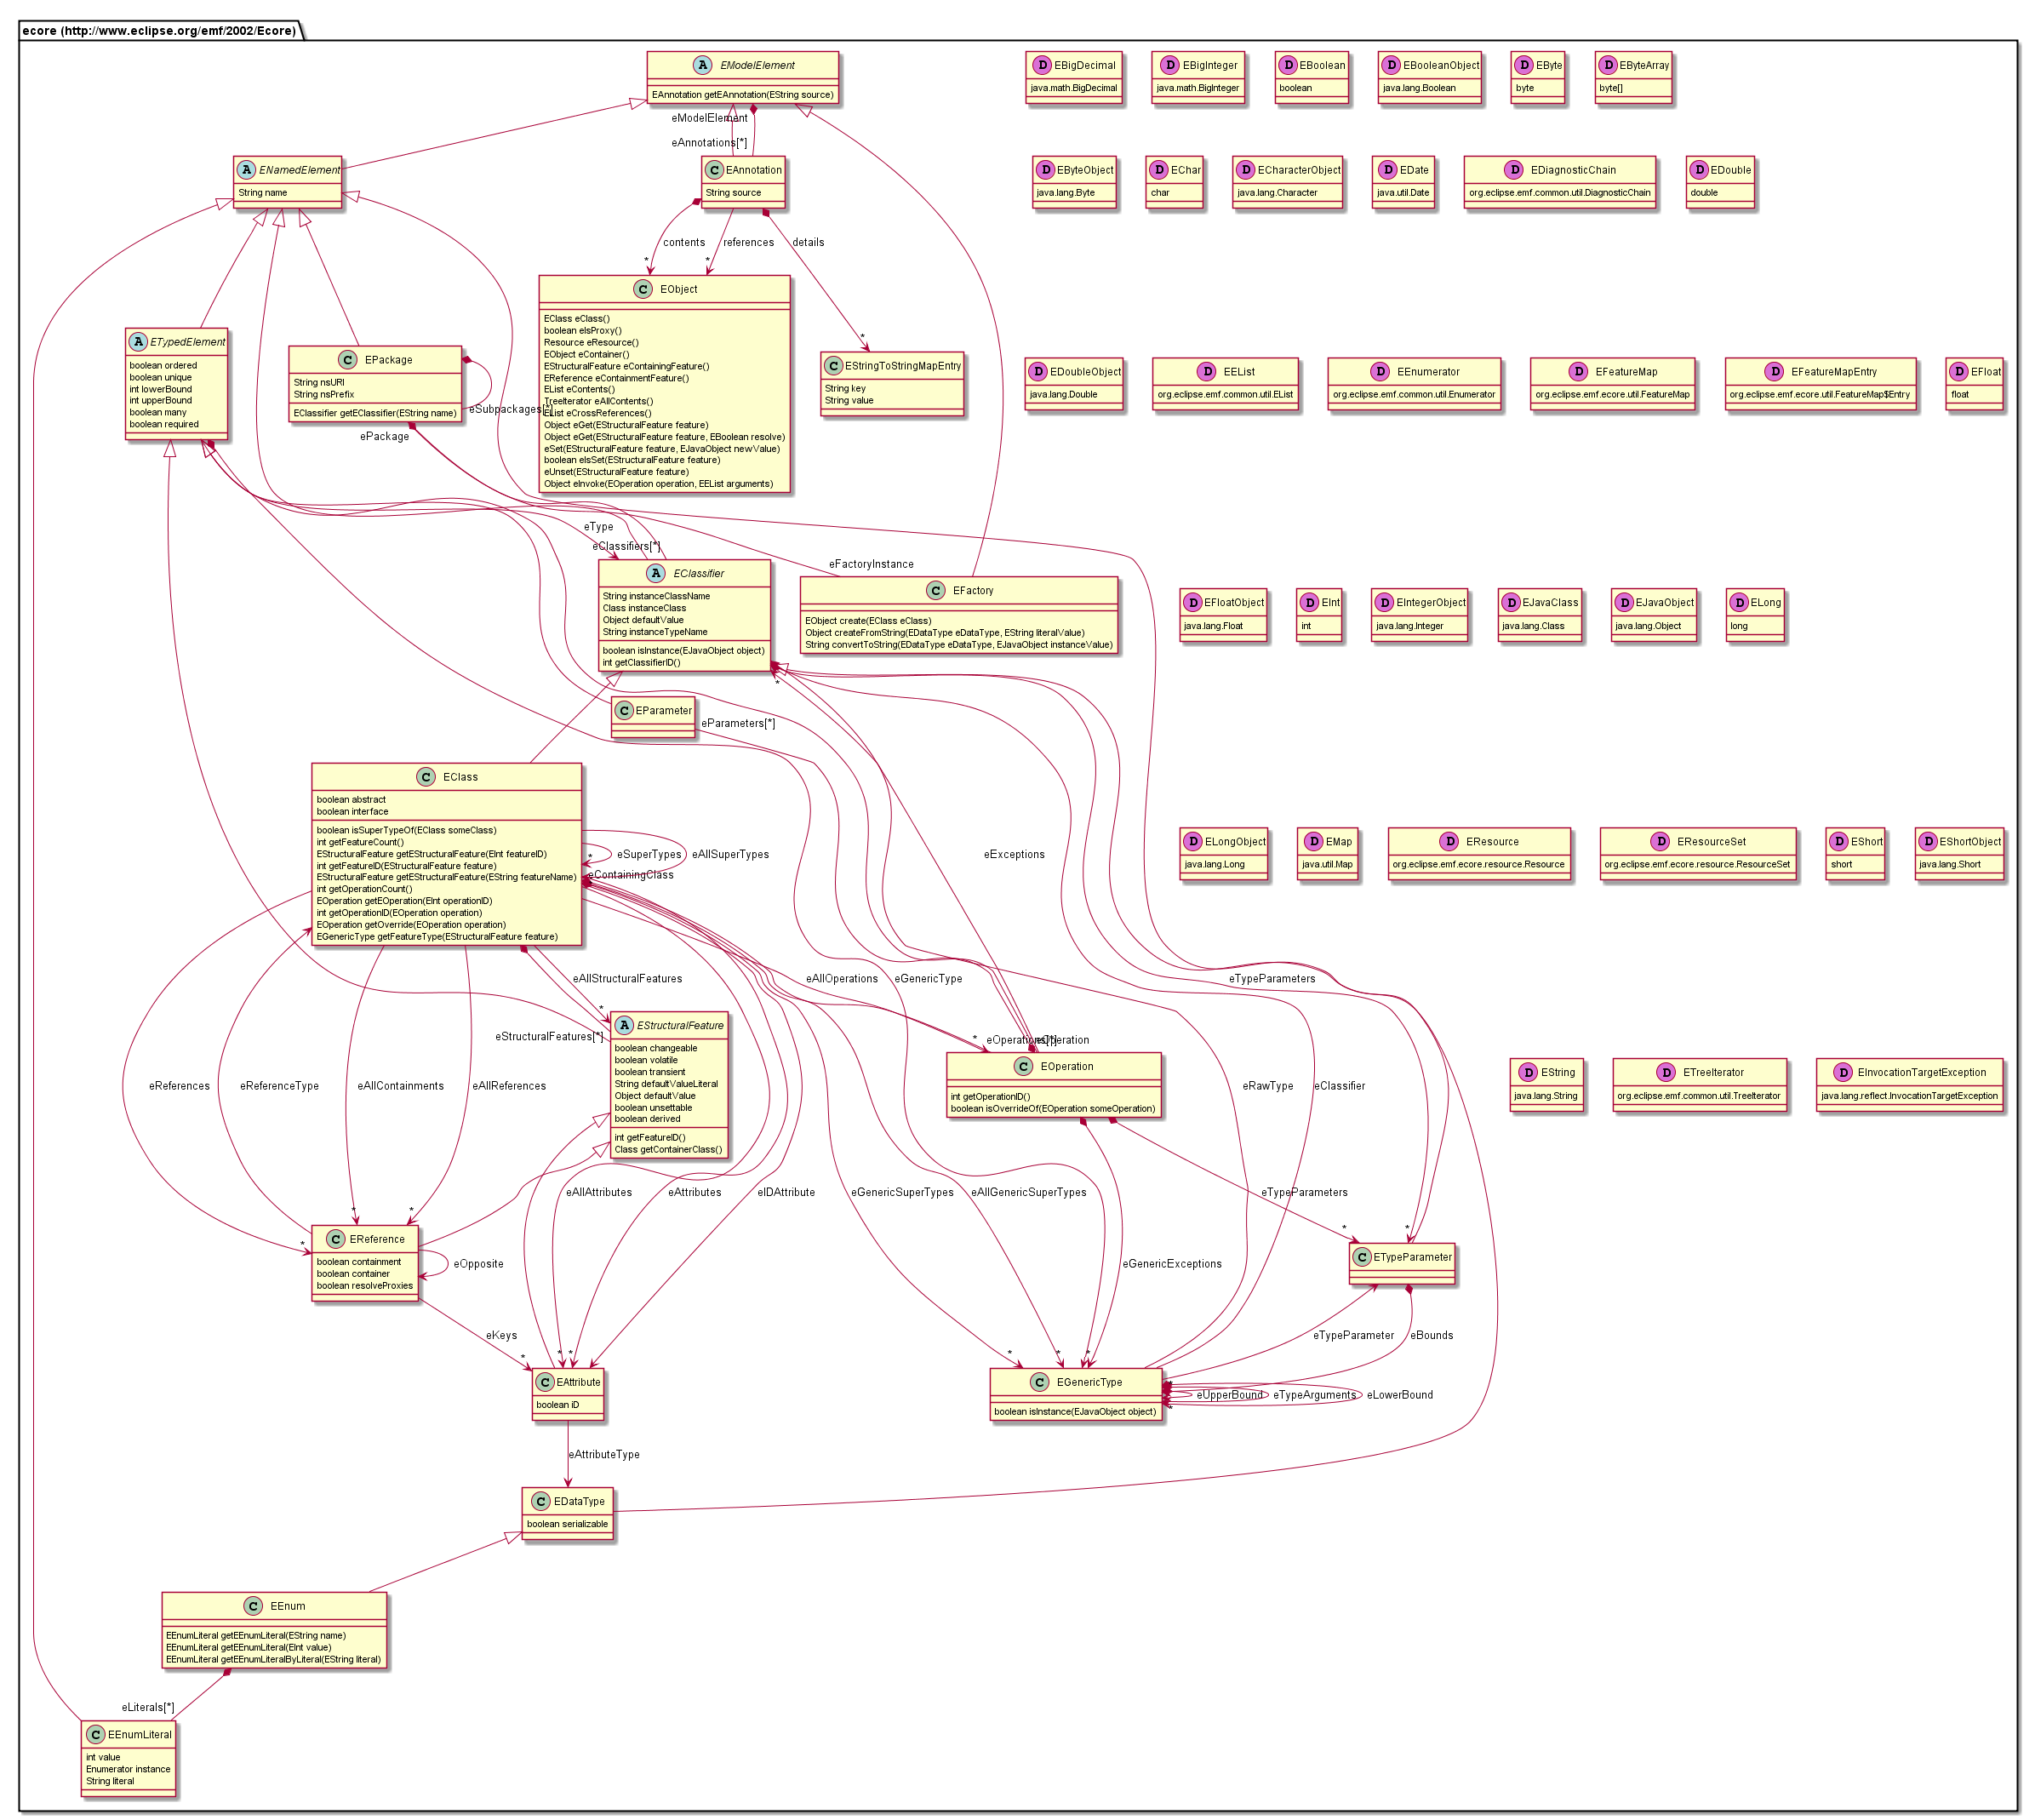 ecore (http://www.eclipse.org/emf/2002/Ecore)
A EModelElement
EAnnotation getEAnnotation(EString source)
D EBigDecimal
java.math.BigDecimal
D EBigInteger
java.math.BigInteger
D EBoolean
boolean
D EBooleanObject
java.lang.Boolean
D EByte
byte
D EByteArray
byte[]
eModelElement
eAnnotations[*]
A ENamedElement
String name
C EAnnotation
String source
D EByteObject
java.lang.Byte
D EChar
char
D ECharacterObject
java.lang.Character
D EDate
java.util.Date
D EDiagnosticChain
org.eclipse.emf.common.util.DiagnosticChain
D EDouble
double
contents
references
details
*
*
*
C EObject
EClass eClass()
boolean eIsProxy()
Resource eResource()
EObject eContainer()
EStructuralFeature eContainingFeature()
EReference eContainmentFeature()
EList eContents()
TreeIterator eAllContents()
EList eCrossReferences()
Object eGet(EStructuralFeature feature)
Object eGet(EStructuralFeature feature, EBoolean resolve)
eSet(EStructuralFeature feature, EJavaObject newValue)
boolean eIsSet(EStructuralFeature feature)
eUnset(EStructuralFeature feature)
Object eInvoke(EOperation operation, EEList arguments)
A ETypedElement
boolean ordered
boolean unique
int lowerBound
int upperBound
boolean many
boolean required
C EPackage
String nsURI
String nsPrefix
EClassifier getEClassifier(EString name)
eSubpackages[*]
ePackage
C EStringToStringMapEntry
String key
String value
D EDoubleObject
java.lang.Double
D EEList
org.eclipse.emf.common.util.EList
D EEnumerator
org.eclipse.emf.common.util.Enumerator
D EFeatureMap
org.eclipse.emf.ecore.util.FeatureMap
D EFeatureMapEntry
org.eclipse.emf.ecore.util.FeatureMap$Entry
D EFloat
float
eType
eClassifiers[*]
eFactoryInstance
A EClassifier
String instanceClassName
Class instanceClass
Object defaultValue
String instanceTypeName
boolean isInstance(EJavaObject object)
int getClassifierID()
C EFactory
EObject create(EClass eClass)
Object createFromString(EDataType eDataType, EString literalValue)
String convertToString(EDataType eDataType, EJavaObject instanceValue)
D EFloatObject
java.lang.Float
D EInt
int
D EIntegerObject
java.lang.Integer
D EJavaClass
java.lang.Class
D EJavaObject
java.lang.Object
D ELong
long
*
C EParameter
eParameters[*]
C EClass
boolean abstract
boolean interface
boolean isSuperTypeOf(EClass someClass)
int getFeatureCount()
EStructuralFeature getEStructuralFeature(EInt featureID)
int getFeatureID(EStructuralFeature feature)
EStructuralFeature getEStructuralFeature(EString featureName)
int getOperationCount()
EOperation getEOperation(EInt operationID)
int getOperationID(EOperation operation)
EOperation getOverride(EOperation operation)
EGenericType getFeatureType(EStructuralFeature feature)
*
eSuperTypes
eAllSuperTypes
eContainingClass
eExceptions
D ELongObject
java.lang.Long
D EMap
java.util.Map
D EResource
org.eclipse.emf.ecore.resource.Resource
D EResourceSet
org.eclipse.emf.ecore.resource.ResourceSet
D EShort
short
D EShortObject
java.lang.Short
eAllStructuralFeatures
eAllOperations
eGenericType
eTypeParameters
*
eStructuralFeatures[*]
*
eOperations[*]
eOperation
A EStructuralFeature
boolean changeable
boolean volatile
boolean transient
String defaultValueLiteral
Object defaultValue
boolean unsettable
boolean derived
int getFeatureID()
Class getContainerClass()
C EOperation
int getOperationID()
boolean isOverrideOf(EOperation someOperation)
eReferences
eReferenceType
eAllContainments
eAllReferences
eRawType
eClassifier
D EString
java.lang.String
D ETreeIterator
org.eclipse.emf.common.util.TreeIterator
D EInvocationTargetException
java.lang.reflect.InvocationTargetException
eAllAttributes
eAttributes
eIDAttribute
eGenericSuperTypes
eAllGenericSuperTypes
eTypeParameters
*
*
*
*
*
C EReference
boolean containment
boolean container
boolean resolveProxies
eOpposite
eGenericExceptions
C ETypeParameter
eKeys
eTypeParameter
eBounds
*
*
*
*
*
*
C EAttribute
boolean iD
C EGenericType
boolean isInstance(EJavaObject object)
*
*
eUpperBound
eTypeArguments
eLowerBound
eAttributeType
C EDataType
boolean serializable
C EEnum
EEnumLiteral getEEnumLiteral(EString name)
EEnumLiteral getEEnumLiteral(EInt value)
EEnumLiteral getEEnumLiteralByLiteral(EString literal)
eLiterals[*]
C EEnumLiteral
int value
Enumerator instance
String literal